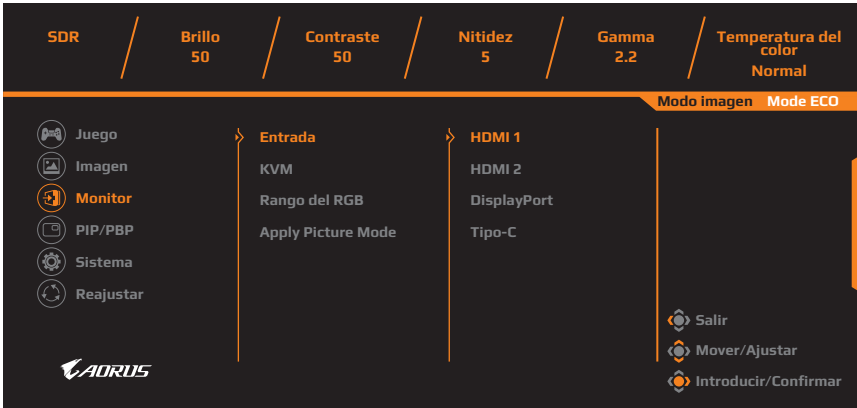 SDR
Brillo
50
Contraste
50
Nitidez
5
Gamma
2.2
Temperatura del
color
Normal
Modo imagen Mode ECO
Juego
Imagen
Monitor
PIP/PBP
Sistema
Reajustar
Entrada
KVM
Rango del RGB
Apply Picture Mode
HDMI 1
HDMI 2
DisplayPort
Tipo-C
Salir
Mover/Ajustar
Introducir/Confirmar
AORUS